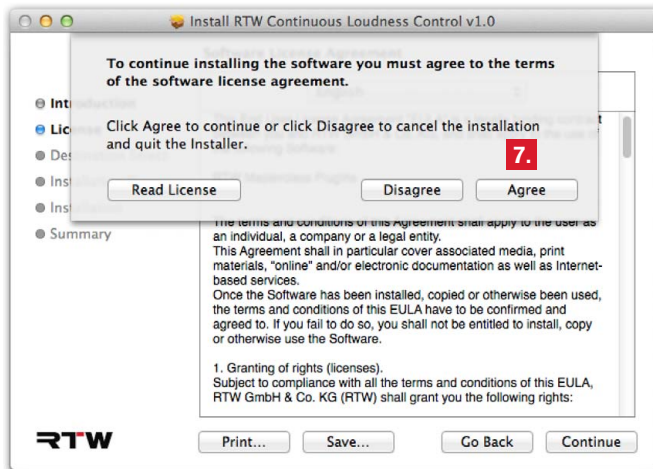 Install RTW Continuous Loudness Control v1.0
To continue installing the software you must agree to the terms
of the software license agreement.
Click Agree to continue or click Disagree to cancel the installation
and quit the Installer.
7.
Read License
Disagree
Agree
Summary
The terms and conditions of this Agreement shall apply to the user as
an individual, a company or a legal entity.
This Agreement shall in particular cover associated media, print
materials, "online" and/or electronic documentation as well as Internet-
based services.
Once the Software has been installed, copied or otherwise been used,
the terms and conditions of this EULA have to be confirmed and
agreed to. If you fail to do so, you shall not be entitled to install, copy
or otherwise use the Software.
1. Granting of rights (licenses).
Subject to compliance with all the terms and conditions of this EULA,
RTW GmbH & Co. KG (RTW) shall grant you the following rights:
RTW
Print...
Save...
Go Back
Continue